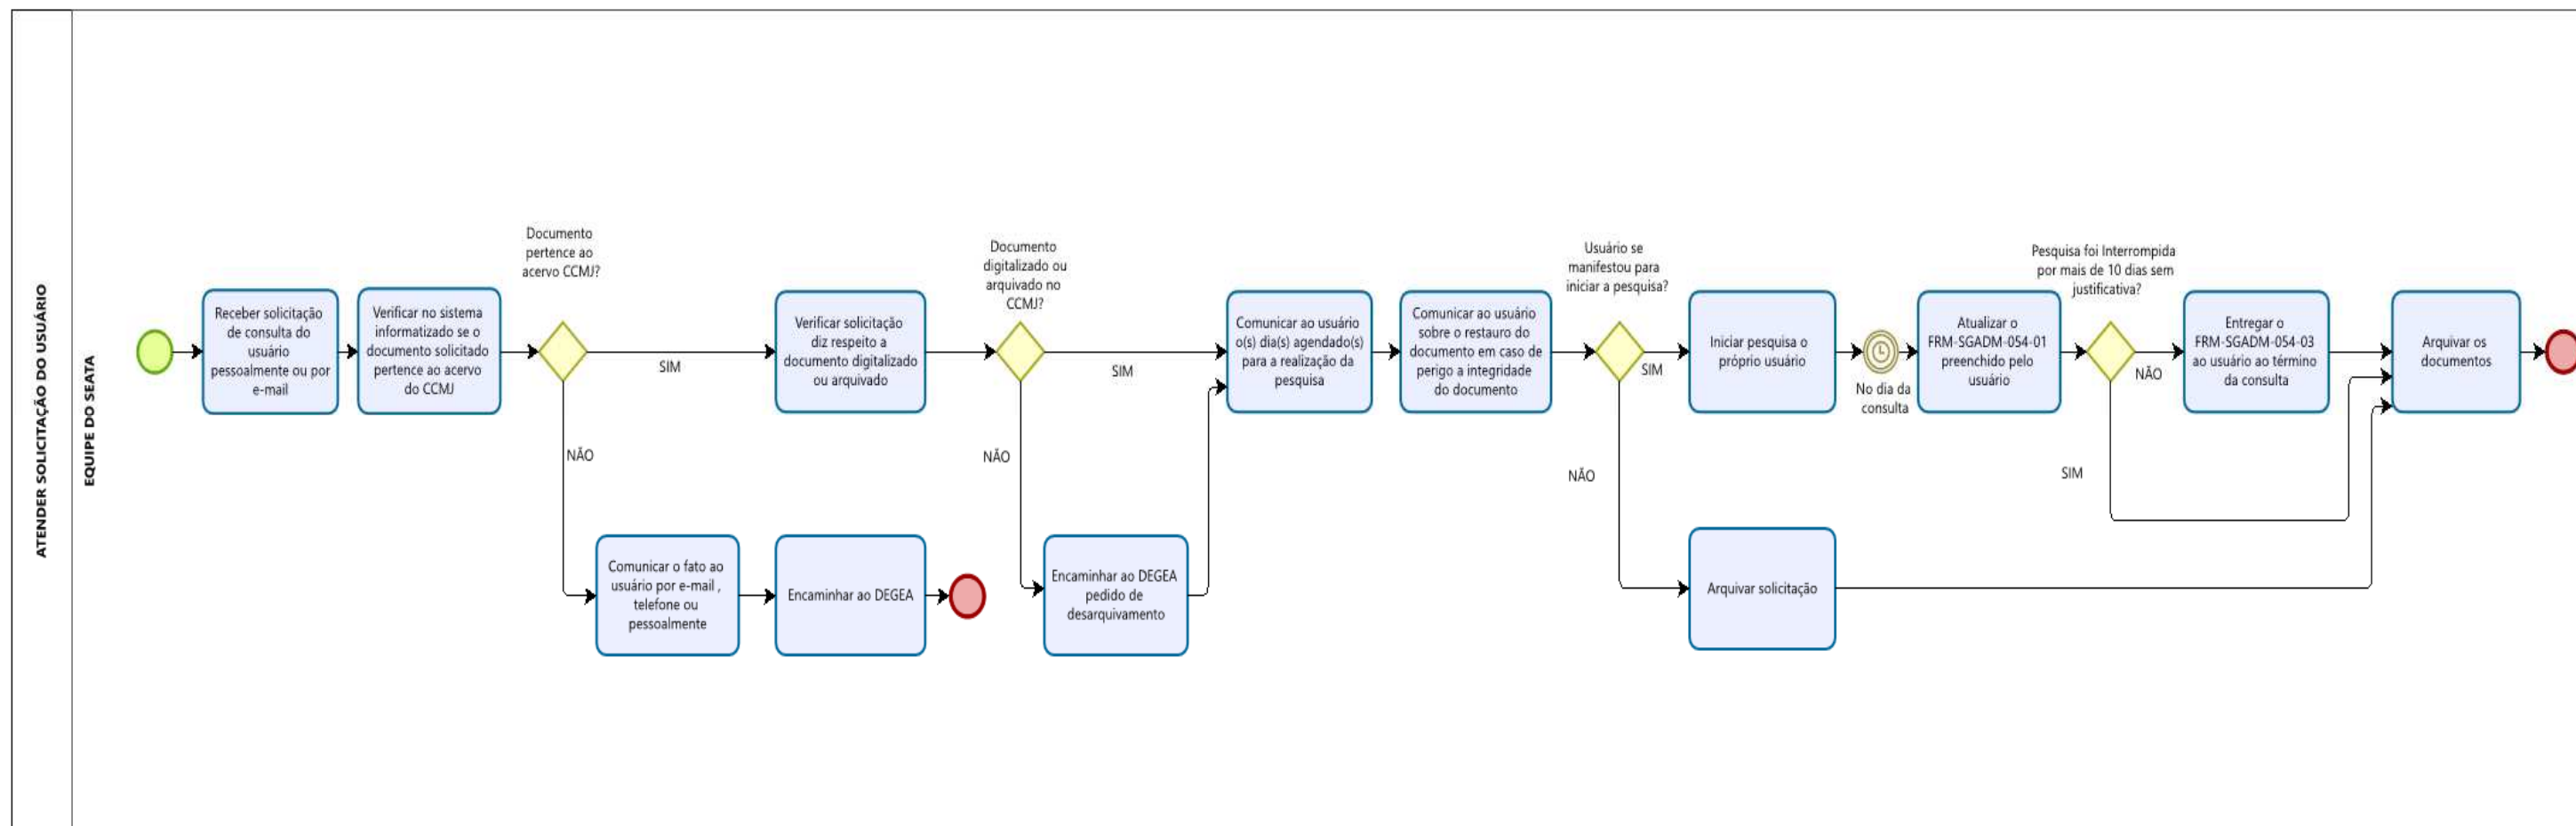 ATENDER SOLICITAÇÃO DO USUÁRIO
EQUIPE DO SEATA
Receber solicitação
de consulta do
usuário
pessoalmente ou por
e-mail
Verificar no sistema
informatizado se o
documento solicitado
pertence ao acervo
do CCMJ
Documento
pertence ao
acervo CCMJ?
SIM
NÃO
Comunicar o fato ao
usuário por e-mail ,
telefone ou
pessoalmente
Encaminhar ao DEGEA
Verificar solicitação
diz respeito a
documento digitalizado
ou arquivado
Documento
digitalizado ou
arquivado no
CCMJ?
SIM
NÃO
Encaminhar ao DEGEA
pedido de
desarquivamento
Comunicar ao usuário
o(s) dia(s) agendado(s)
para a realização da
pesquisa
Comunicar ao usuário
sobre o restauro do
documento em caso de
perigo a integridade
do documento
Usuário se
manifestou para
iniciar a pesquisa?
SIM
NÃO
Arquivar solicitação
Iniciar pesquisa o
próprio usuário
No dia da
consulta
Atualizar o
FRM-SGADM-054-01
preenchido pelo
usuário
Pesquisa foi Interrompida
por mais de 10 dias sem
justificativa?
NÃO
SIM
Entregar o
FRM-SGADM-054-03
ao usuário ao término
da consulta
Arquivar os
documentos